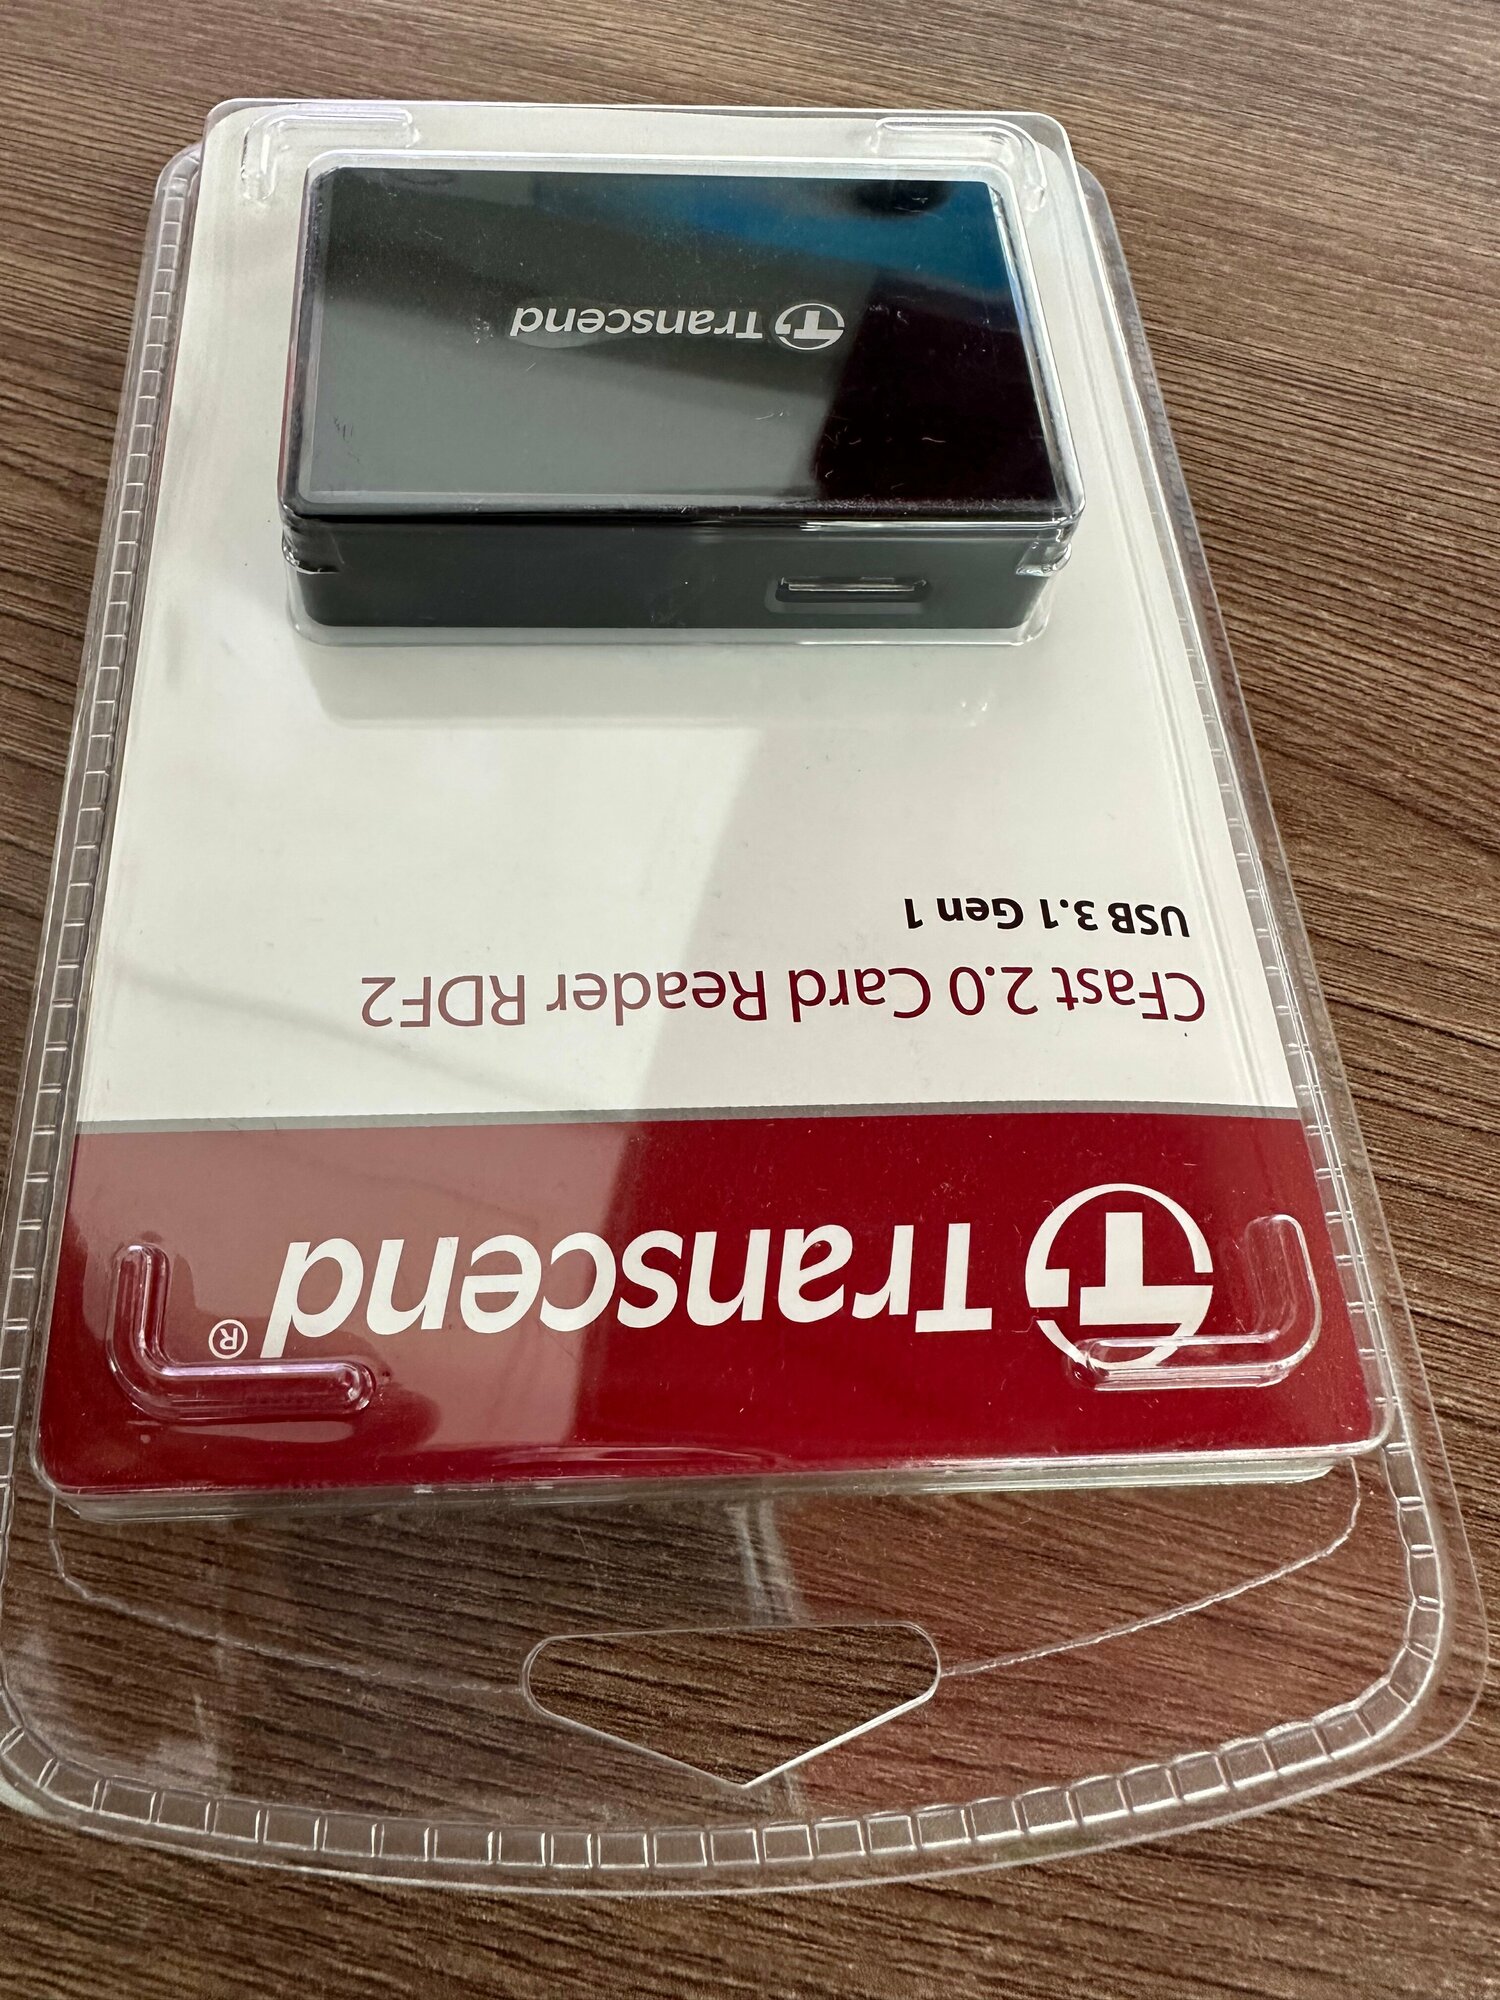 Transcend®
CFast 2.0 Card Reader RDF2
USB 3.1 Gen 1
Transcend